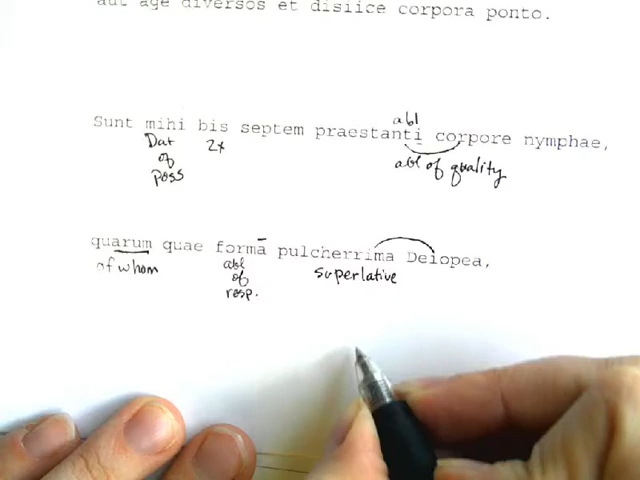 aut age diversos et disiice corpora ponto.
abl
Sunt mihi bis septem praestanti corpore nymphae,
Dat of poss
2x
abl of quality
quarum quae formā pulcherrima Deiopea,
of whom
abl of resp.
superlative